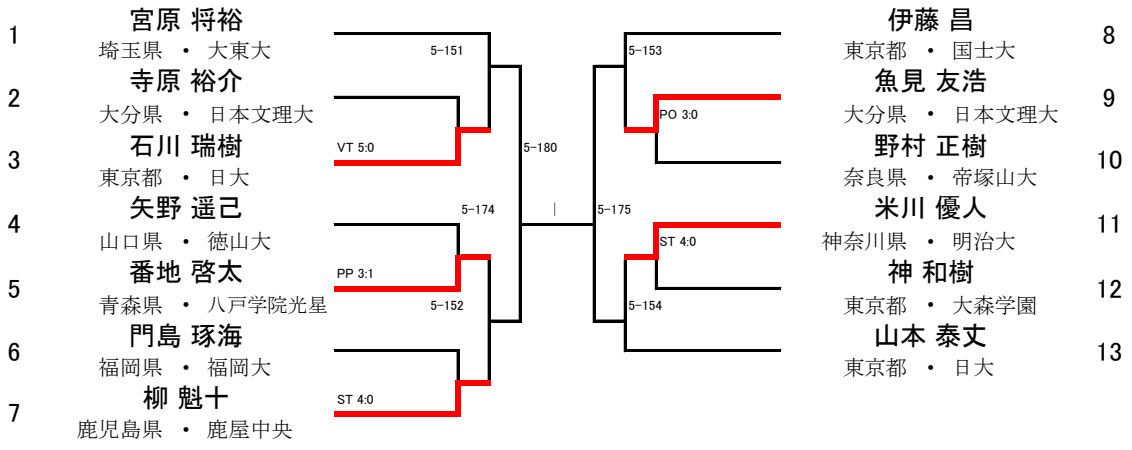 1
宮原 将裕
埼玉県 ・ 大東大
2
寺原 裕介
大分県 ・ 日本文理大
3
石川 瑞樹
東京都 ・ 日大
4
矢野 遥己
山口県 ・ 徳山大
5
番地 啓太
青森県 ・ 八戸学院光星
6
門島 琢海
福岡県 ・ 福岡大
7
柳 魁十
鹿児島県 ・ 鹿屋中央
5-151
VT 5:0
5-180
5-174
PP 3:1
5-152
ST 4:0
5-153
PO 3:0
5-175
ST 4:0
5-154
伊藤 昌
東京都 ・ 国士大
8
魚見 友浩
大分県 ・ 日本文理大
9
野村 正樹
奈良県 ・ 帝塚山大
10
米川 優人
神奈川県 ・ 明治大
11
神 和樹
東京都 ・ 大森学園
12
山本 泰丈
東京都 ・ 日大
13